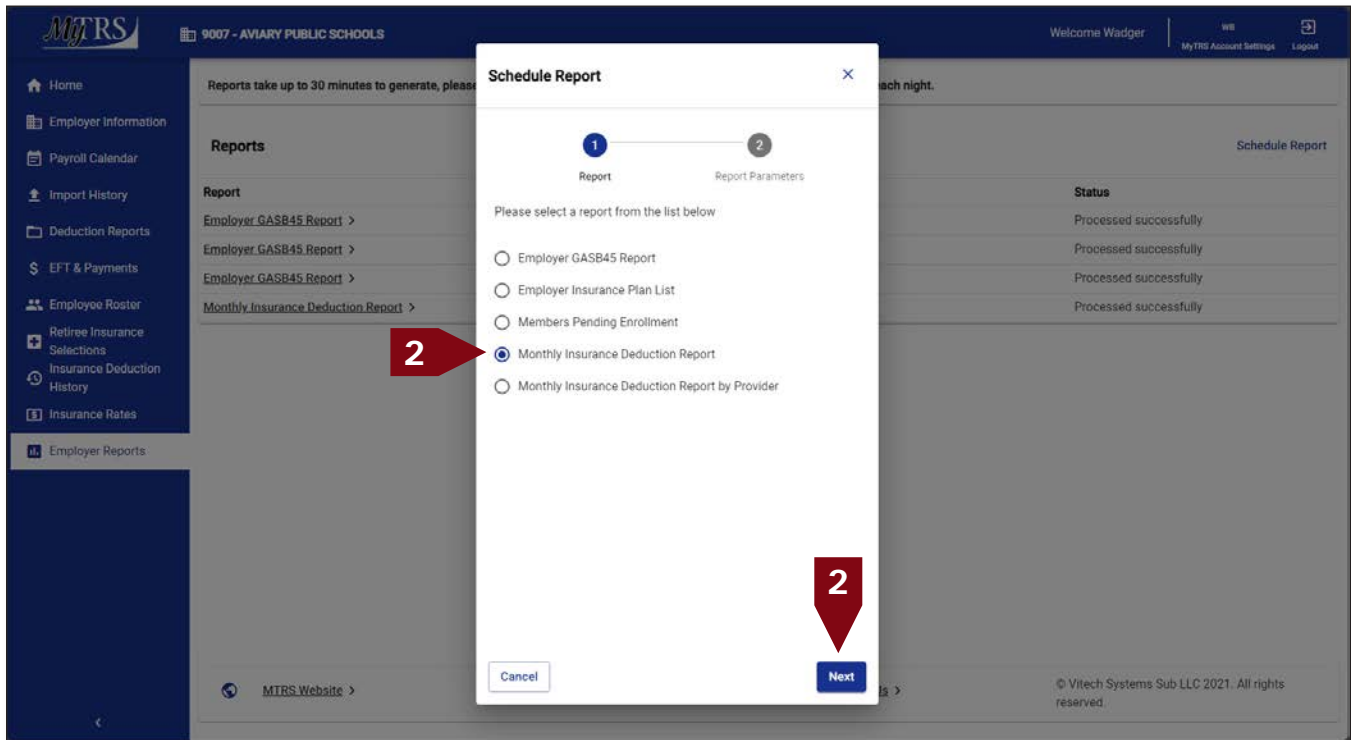 MyTRS
9007 - AVIARY PUBLIC SCHOOLS
Welcome Wadger
WB
MyTRS Account Settings
Logout
Home
Employer Information
Payroll Calendar
Import History
Deduction Reports
$ EFT & Payments
Employee Roster
Retiree Insurance
Selections
Insurance Deduction
History
Insurance Rates
Employer Reports
Reports take up to 30 minutes to generate, please
ach night.
Reports
Schedule Report
Report
Status
Employer GASB45 Report >
Processed successfully
Employer GASB45 Report >
Processed successfully
Employer GASB45 Report >
Processed successfully
Monthly Insurance Deduction Report >
Processed successfully
Schedule Report
×
1
2
Report
Report Parameters
Please select a report from the list below
Employer GASB45 Report
Employer Insurance Plan List
Members Pending Enrollment
2
Monthly Insurance Deduction Report
Monthly Insurance Deduction Report by Provider
2
Cancel
Next
MTRS Website >
ls >
© Vitech Systems Sub LLC 2021. All rights
reserved.
<